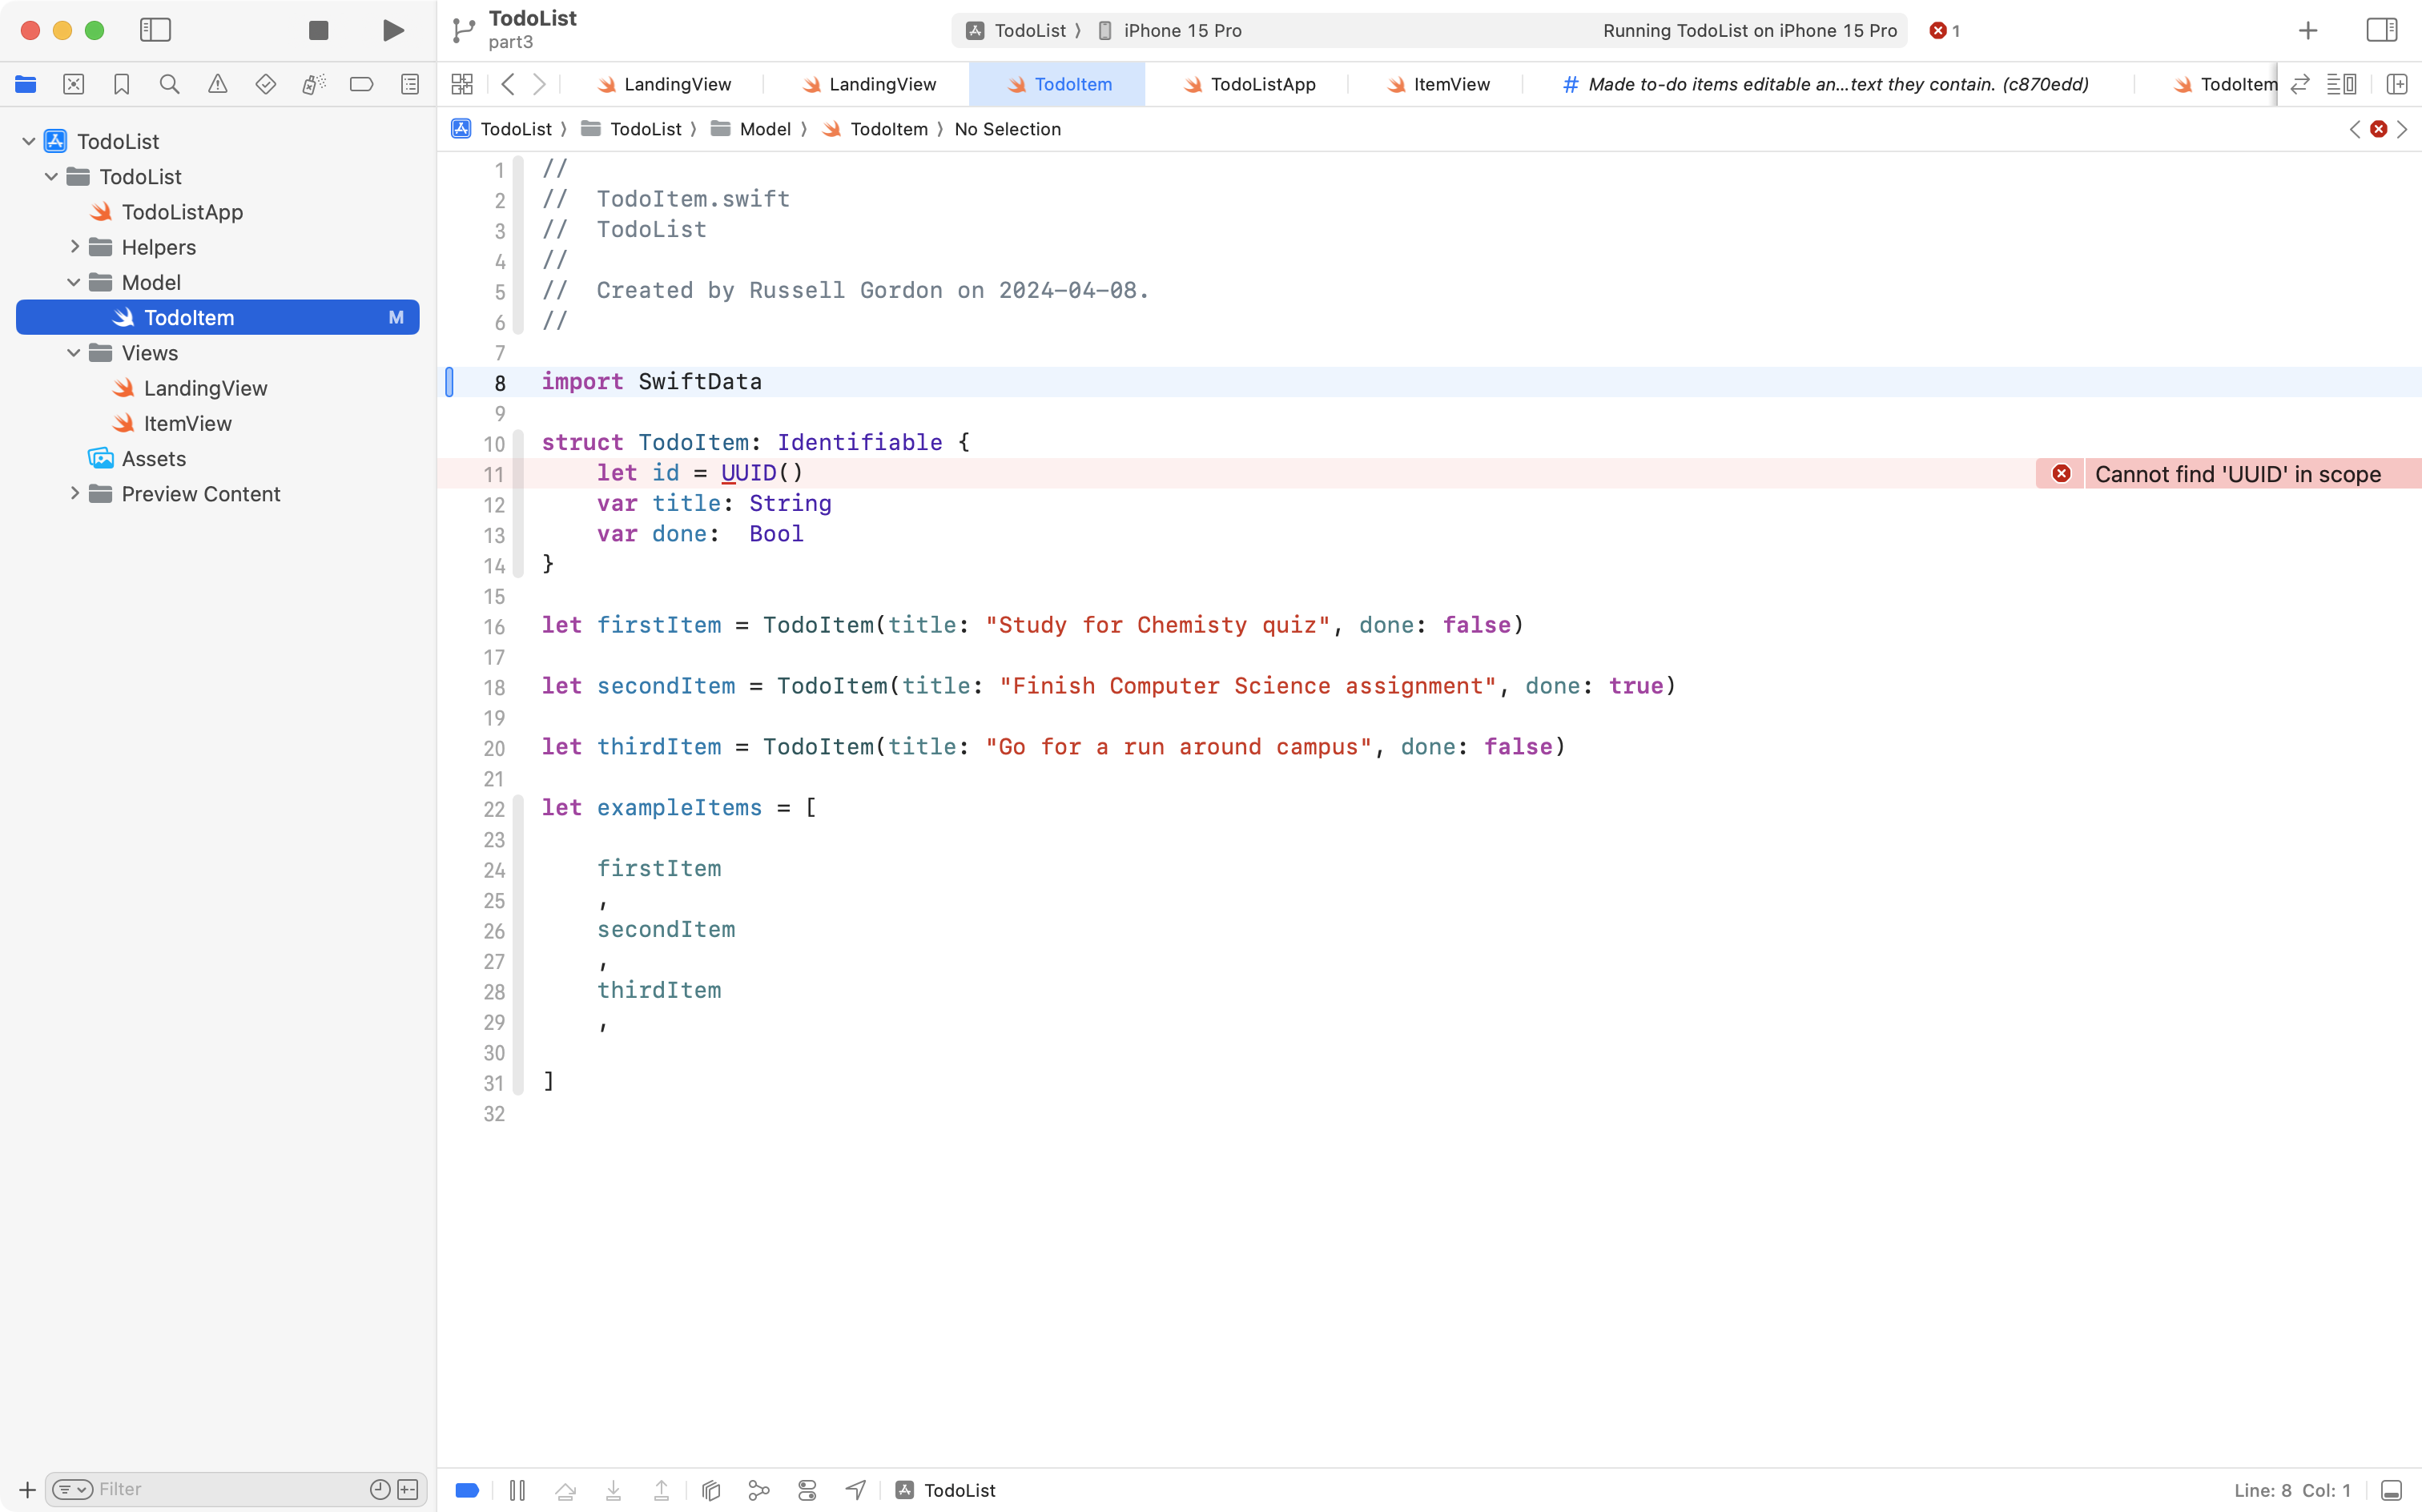 TodoList
part3
TodoList
iPhone 15 Pro
Running TodoList on iPhone 15 Pro
1
LandingView
LandingView
TodoItem
TodoListApp
ItemView
# Made to-do items editable an...text they contain. (c870edd)
TodoItem
TodoList
TodoList
Model
TodoItem
No Selection
TodoList
TodoList
TodoListApp
Helpers
Model
TodoItem M
Views
LandingView
ItemView
Assets
Preview Content
1 //
2 //  TodoItem.swift
3 //  TodoList
4 //
5 //  Created by Russell Gordon on 2024-04-08.
6 //
7
8 import SwiftData
9
10 struct TodoItem: Identifiable {
11     let id = UUID()
Cannot find 'UUID' in scope
12     var title: String
13     var done:  Bool
14 }
15
16 let firstItem = TodoItem(title: "Study for Chemisty quiz", done: false)
17
18 let secondItem = TodoItem(title: "Finish Computer Science assignment", done: true)
19
20 let thirdItem = TodoItem(title: "Go for a run around campus", done: false)
21
22 let exampleItems = [
23
24     firstItem
25     ,
26     secondItem
27     ,
28     thirdItem
29     ,
30
31 ]
32
Filter
TodoList
Line: 8 Col: 1